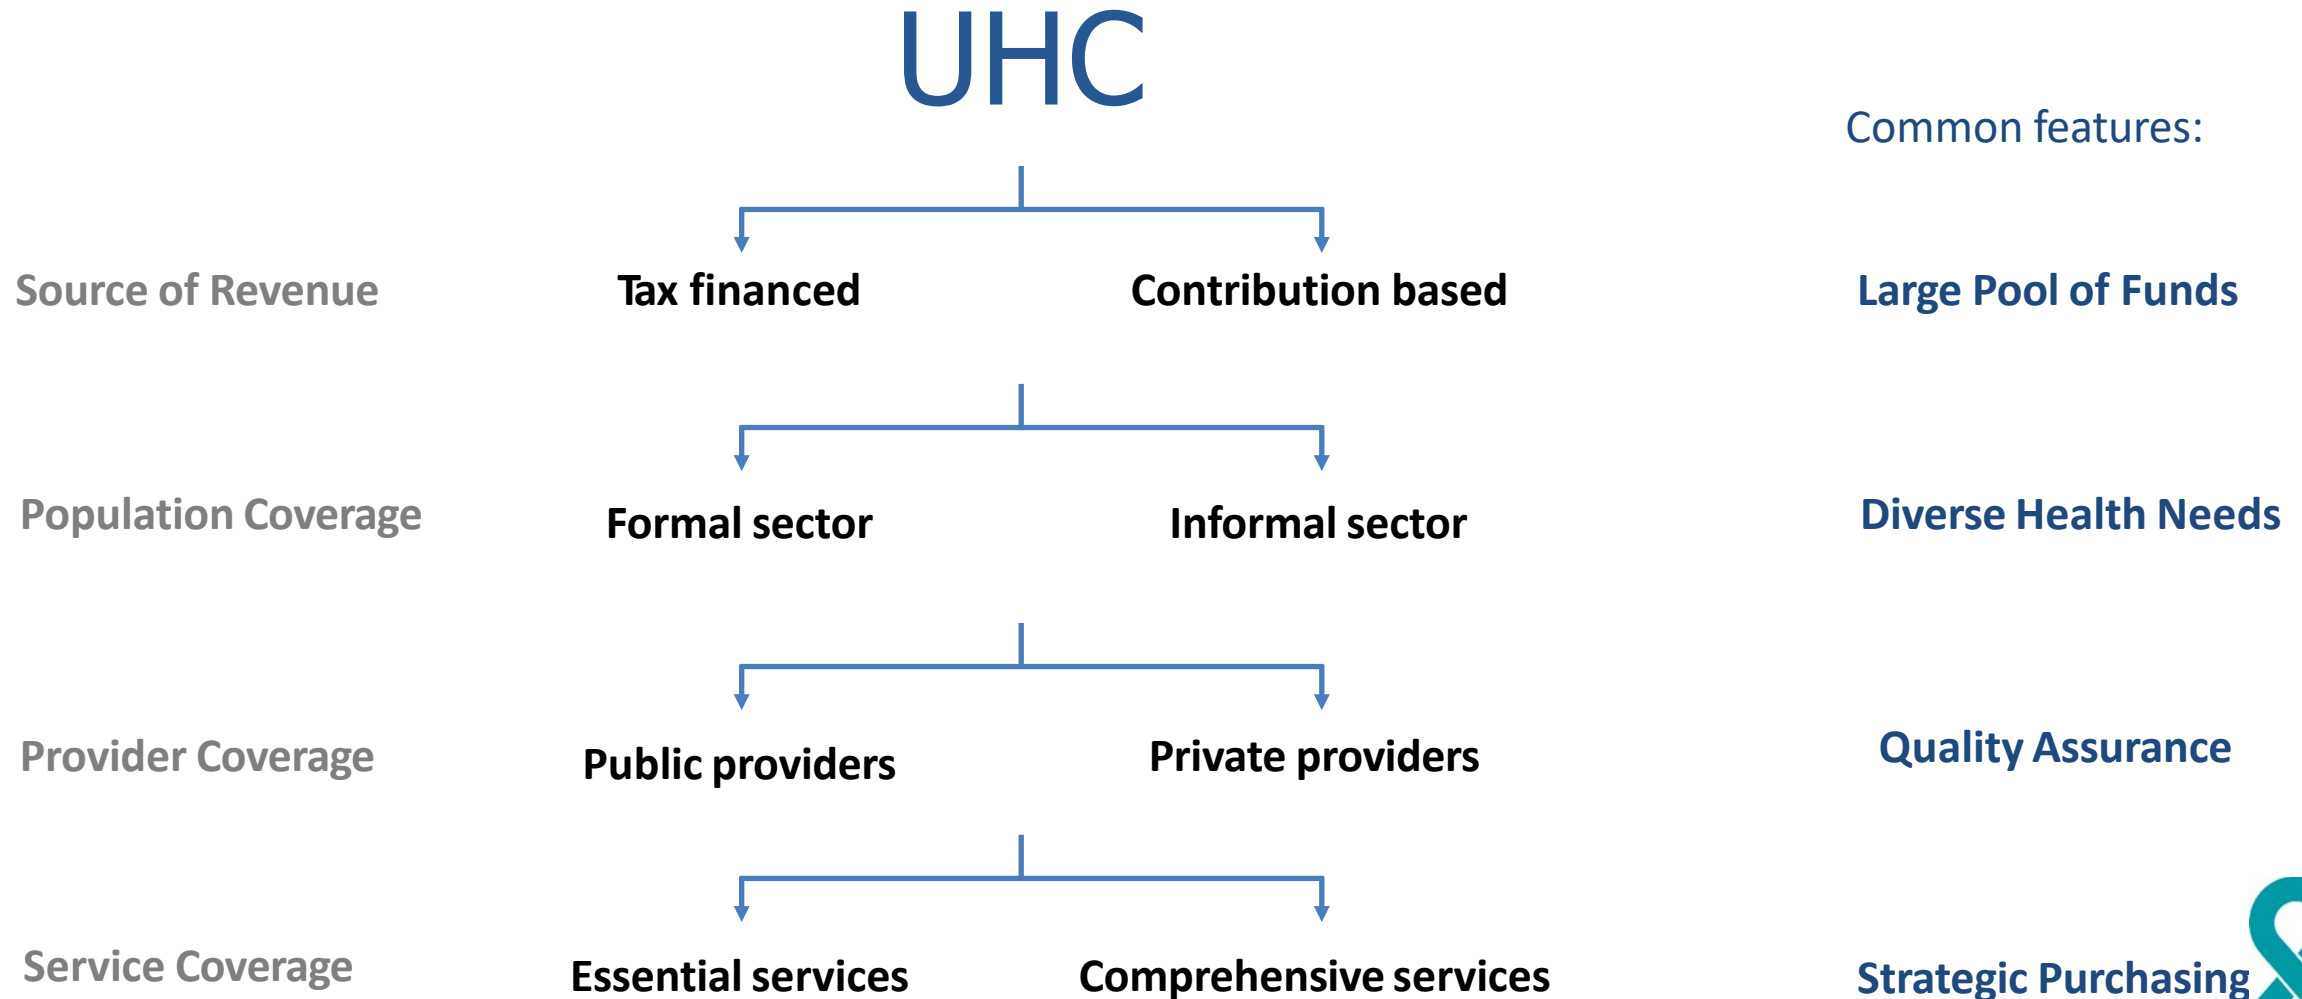 UHC
Common features:
Source of Revenue
Tax financed
Contribution based
Large Pool of Funds
Population Coverage
Formal sector
Informal sector
Diverse Health Needs
Provider Coverage
Public providers
Private providers
Quality Assurance
Service Coverage
Essential services
Comprehensive services
Strategic Purchasing